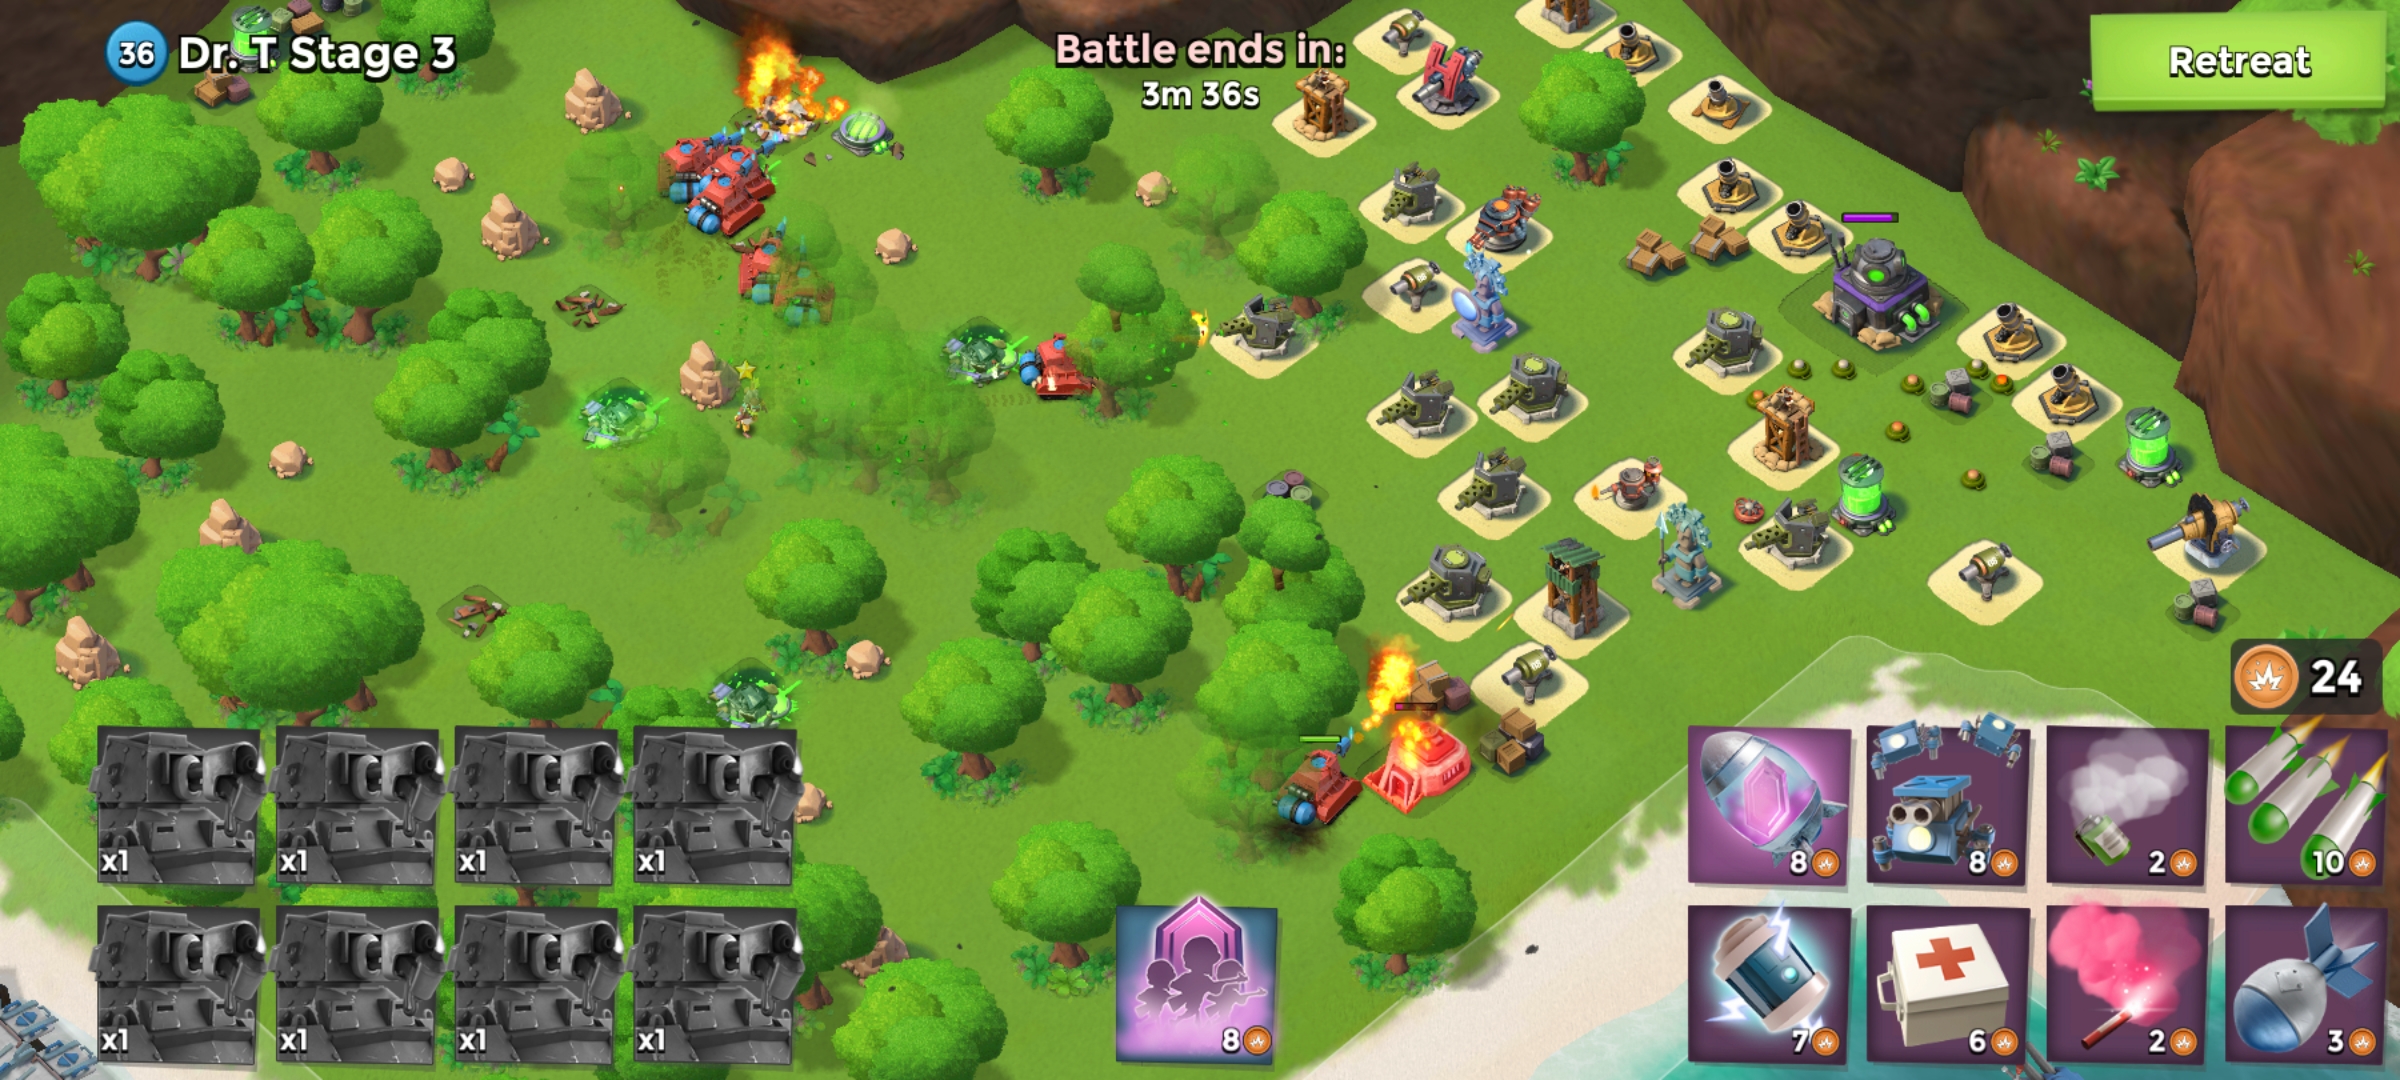 36 Dr. T Stage 3
Battle ends in:
3m 36s
Retreat
24
x1 x1 x1 x1
8 8 2 10
x1 x1 x1 x1
8
7 6 2 3